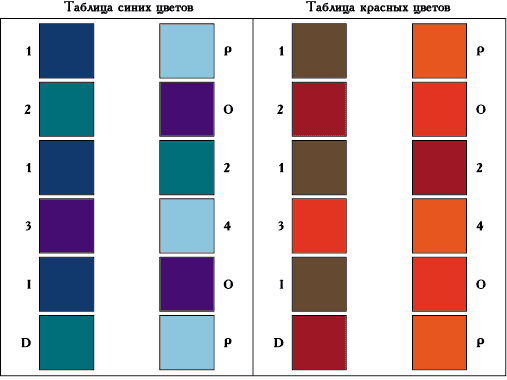 Таблица синих цветов Таблица красных цветов
1 P 1 P
2 O 2 O
1 2 1 2
3 4 3 4
I O I O
D P D P